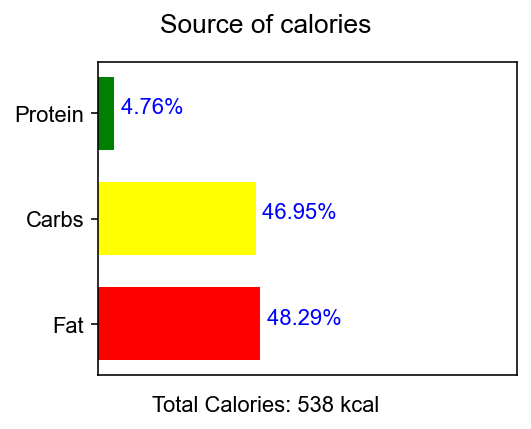 Source of calories
Protein 4.76%
Carbs 46.95%
Fat 48.29%
Total Calories: 538 kcal